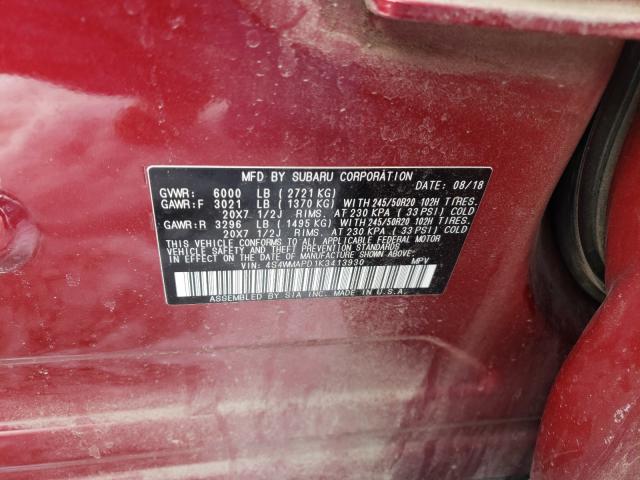 MFD BY SUBARU CORPORATION
GVWR: 6000 LB ( 2721 KG) DATE: 08/18
GAWR:F 3021 LB ( 1370 KG) WITH 245/50R20 102H TIRES.
20X7 1/2J RIMS. AT 230 KPA ( 33 PSI) COLD
GAWR:R 3296 LB ( 1495 KG) WITH 245/50R20 102H TIRES.
20X7 1/2J RIMS. AT 230 KPA ( 33 PSI) COLD
THIS VEHICLE CONFORMS TO ALL APPLICABLE FEDERAL MOTOR
VEHICLE SAFETY AND THEFT PREVENTION STANDARDS IN
EFFECT ON THE DATE OF MANUFACTURE SHOWN ABOVE.
VIN: 4S4WMAPD1K3413930 MPV
ASSEMBLED BY SIA INC. MADE IN U.S.A.